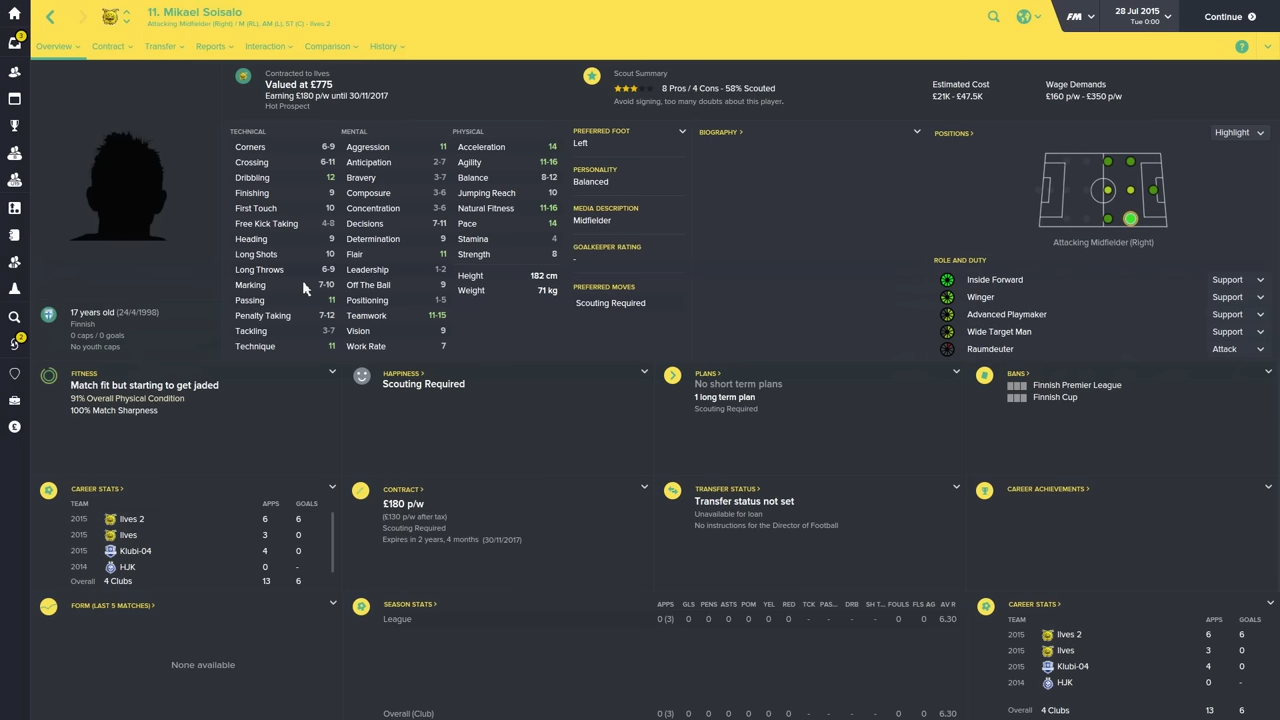 11. Mikael Soisalo
Attacking Midfielder (Right) / M (RL), AM (L), ST (C) - Ilves 2
FM
28 Jul 2015
Tue 0:00
Continue
3
Overview Contract Transfer Reports Interaction Comparison History
?
Contracted to Ilves
Valued at £775
Earning £180 p/w until 30/11/2017
Hot Prospect
Scout Summary
8 Pros / 4 Cons - 58% Scouted
Avoid signing, too many doubts about this player.
Estimated Cost
£21K - £47.5K
Wage Demands
£160 p/w - £350 p/w
TECHNICAL MENTAL PHYSICAL
Corners 6-9 Aggression 11 Acceleration 14
Crossing 6-11 Anticipation 2-7 Agility 11-16
Dribbling 12 Bravery 3-7 Balance 8-12
Finishing 9 Composure 3-6 Jumping Reach 10
First Touch 10 Concentration 3-6 Natural Fitness 11-16
Free Kick Taking 4-8 Decisions 7-11 Pace 14
Heading 9 Determination 9 Stamina 4
Long Shots 10 Flair 11 Strength 8
Long Throws 6-9 Leadership 1-2 Height 182 cm
Marking 7-10 Off The Ball 9 Weight 71 kg
Passing 11 Positioning 1-5
Penalty Taking 7-12 Teamwork 11-15
Tackling 3-7 Vision 9
Technique 11 Work Rate 7
PREFERRED FOOT
Left
PERSONALITY
Balanced
MEDIA DESCRIPTION
Midfielder
GOALKEEPER RATING
-
PREFERRED MOVES
Scouting Required
BIOGRAPHY >
POSITIONS >
Highlight
Attacking Midfielder (Right)
ROLE AND DUTY
Inside Forward Support
Winger Support
Advanced Playmaker Support
Wide Target Man Support
Raumdeuter Attack
17 years old (24/4/1998)
Finnish
0 caps / 0 goals
No youth caps
2
FITNESS
Match fit but starting to get jaded
91% Overall Physical Condition
100% Match Sharpness
HAPPINESS >
Scouting Required
PLANS >
No short term plans
1 long term plan
Scouting Required
BANS >
Finnish Premier League
Finnish Cup
CAREER STATS >
TEAM APPS GOALS
2015 Ilves 2 6 6
2015 Ilves 3 0
2015 Klubi-04 4 0
2014 HJK 0 -
Overall 4 Clubs 13 6
CONTRACT >
£180 p/w
(£130 p/w after tax)
Scouting Required
Expires in 2 years, 4 months (30/11/2017)
TRANSFER STATUS >
Transfer status not set
Unavailable for loan
No instructions for the Director of Football
CAREER ACHIEVEMENTS >
FORM (LAST 5 MATCHES) >
None available
SEASON STATS > APPS GLS PENS ASTS POM YEL RED TCK PAS... DRB SH T... FOULS FLS AG AV R
League 0 (3) 0 0 0 0 0 0 - - - - 0 0 6.30
Overall (Club) 0 (3) 0 0 0 0 0 0 - - - - 0 0 6.30
CAREER STATS >
TEAM APPS GOALS
2015 Ilves 2 6 6
2015 Ilves 3 0
2015 Klubi-04 4 0
2014 HJK 0 -
Overall 4 Clubs 13 6